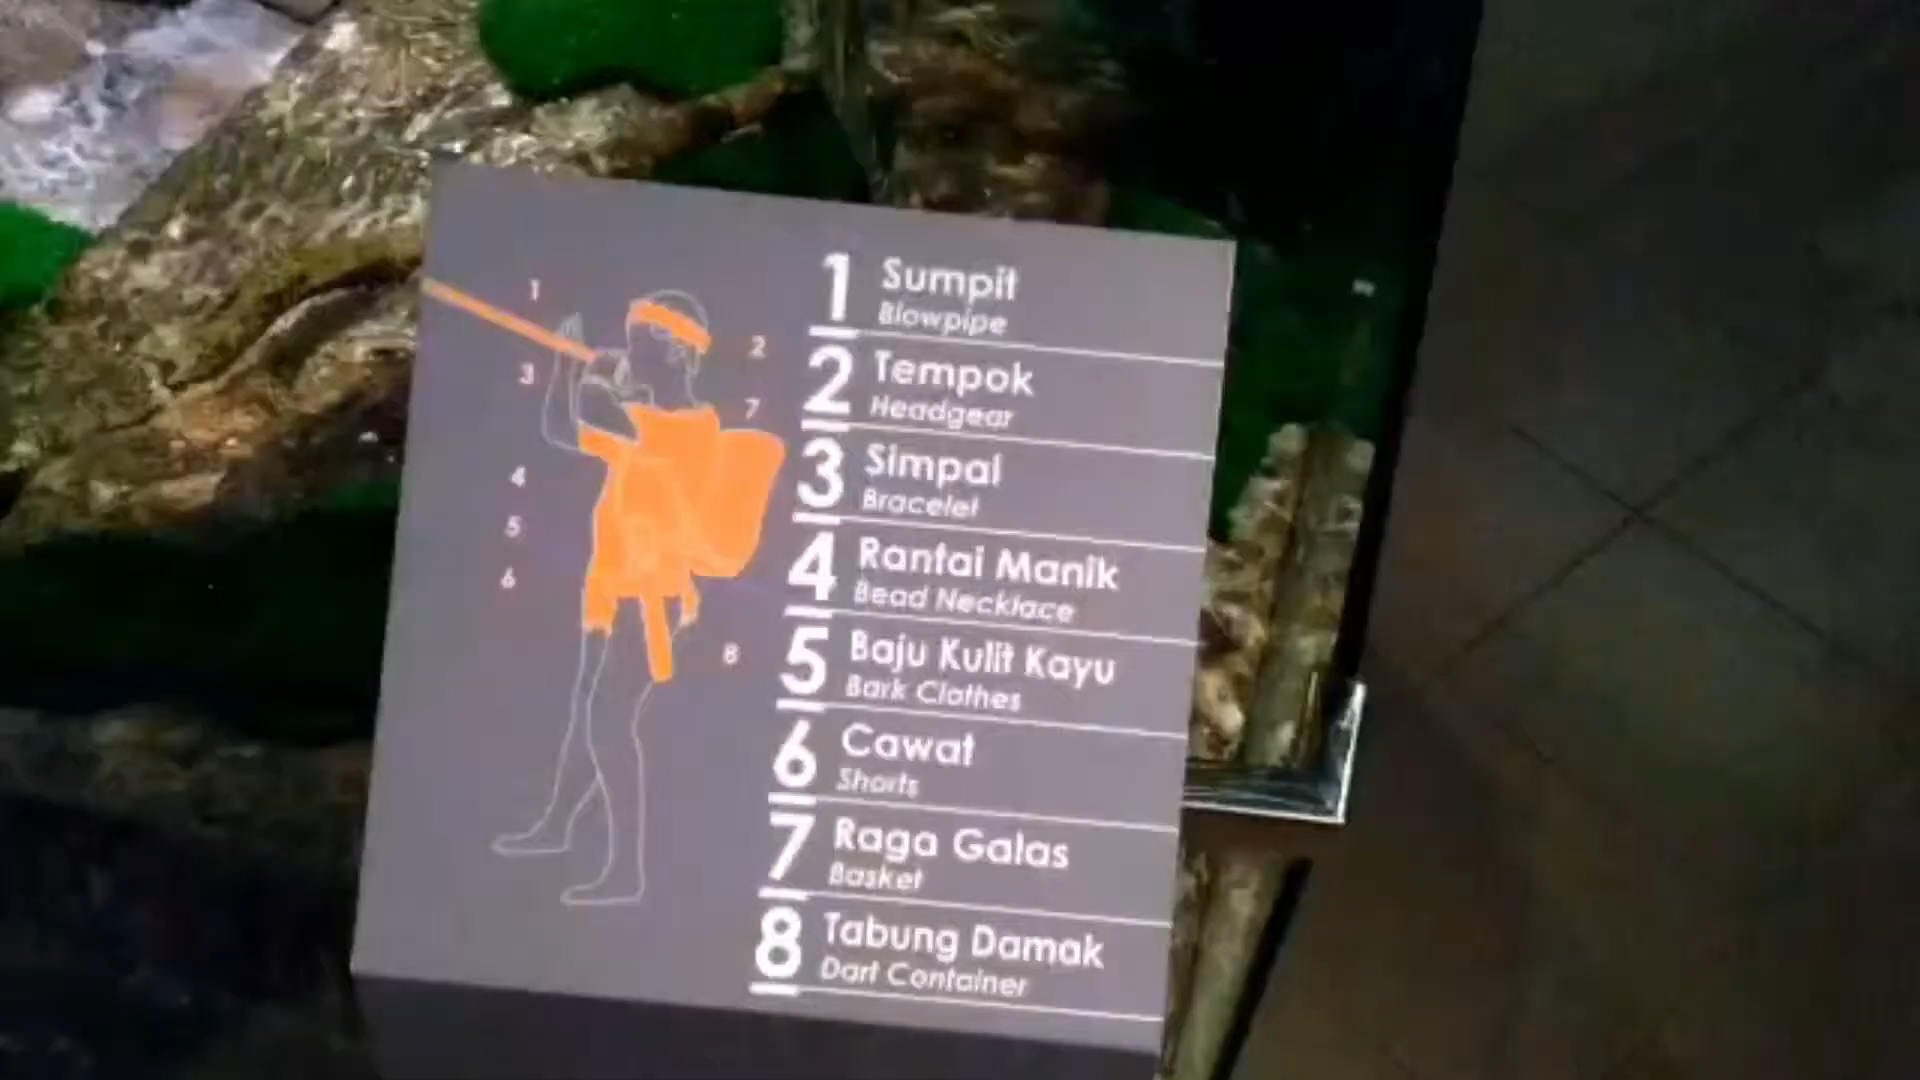 1 Sumpit
Blowpipe
2 Tempok
Headgear
3 Simpai
Bracelet
4 Rantai Manik
Bead Necklace
5 Baju Kulit Kayu
Bark Clothes
6 Cawat
Shorts
7 Raga Galas
Basket
8 Tabung Damak
Dart Container
1
2
3
7
4
5
6
8